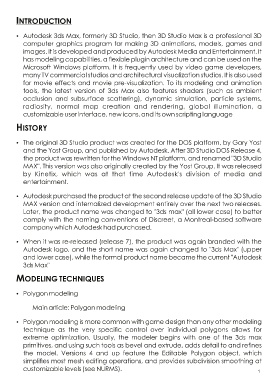 INTRODUCTION
• Autodesk 3ds Max, formerly 3D Studio, then 3D Studio Max is a professional 3D
computer graphics program for making 3D animations, models, games and
images. It is developed and produced by Autodesk Media and Entertainment. It
has modeling capabilities, a flexible plugin architecture and can be used on the
Microsoft Windows platform. It is frequently used by video game developers,
many TV commercial studios and architectural visualization studios. It is also used
for movie effects and movie pre-visualization. To its modeling and animation
tools, the latest version of 3ds Max also features shaders (such as ambient
occlusion and subsurface scattering), dynamic simulation, particle systems,
radiosity, normal map creation and rendering, global illumination, a
customizable user interface, new icons, and its own scripting language
HISTORY
• The original 3D Studio product was created for the DOS platform, by Gary Yost
and the Yost Group, and published by Autodesk. After 3D Studio DOS Release 4,
the product was rewritten for the Windows NT platform, and renamed "3D Studio
MAX". This version was also originally created by the Yost Group. It was released
by Kinetix, which was at that time Autodesk's division of media and
entertainment.
• Autodesk purchased the product at the second release update of the 3D Studio
MAX version and internalized development entirely over the next two releases.
Later, the product name was changed to "3ds max" (all lower case) to better
comply with the naming conventions of Discreet, a Montreal-based software
company which Autodesk had purchased.
• When it was re-released (release 7), the product was again branded with the
Autodesk logo, and the short name was again changed to "3ds Max" (upper
and lower case), while the formal product name became the current "Autodesk
3ds Max"
MODELING TECHNIQUES
• Polygon modeling
Main article: Polygon modeling
• Polygon modeling is more common with game design than any other modeling
technique as the very specific control over individual polygons allows for
extreme optimization. Usually, the modeler begins with one of the 3ds max
primitives, and using such tools as bevel and extrude, adds detail to and refines
the model. Versions 4 and up feature the Editable Polygon object, which
simplifies most mesh editing operations, and provides subdivision smoothing at
customizable levels (see NURMS).
1